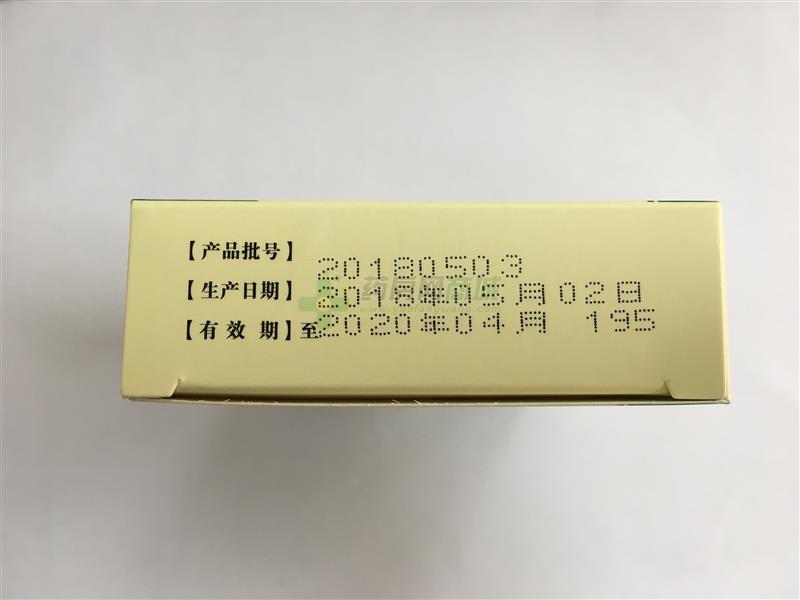 【产品批号】 20180503
【生产日期】 2018年05月02日
【有效 期】至 2020年04月 195